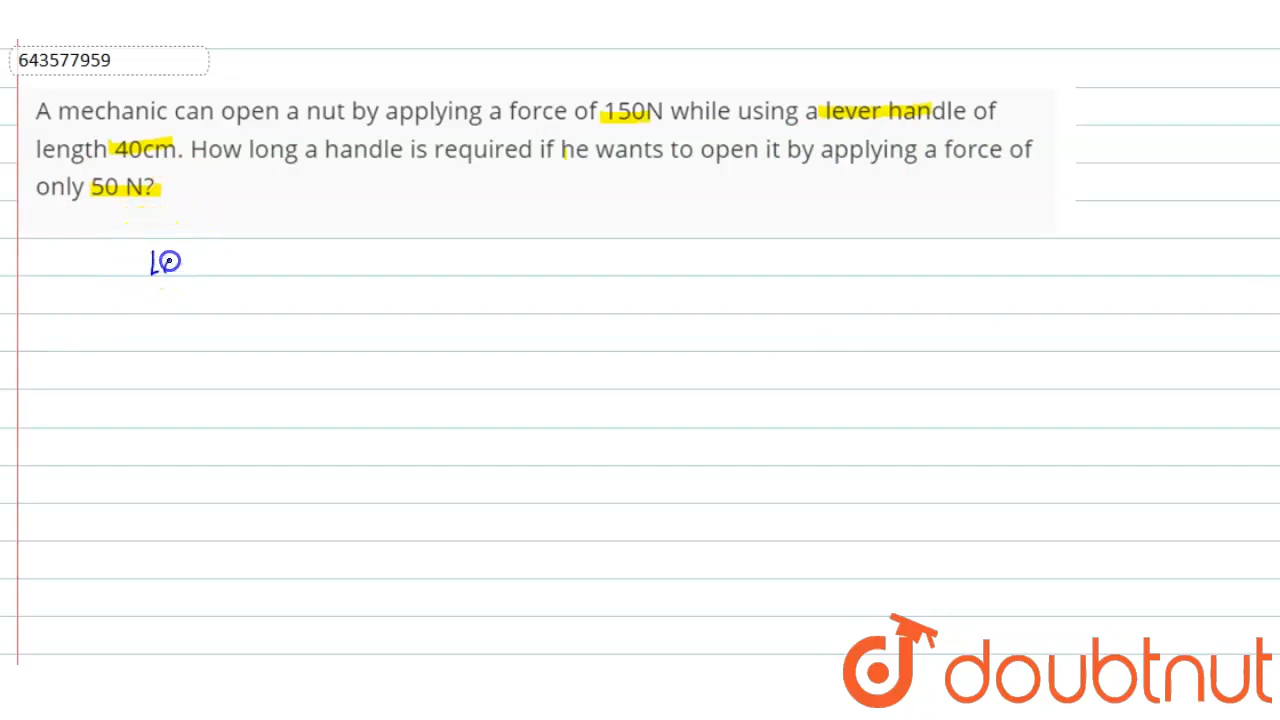 643577959
A mechanic can open a nut by applying a force of 150N while using a lever handle of
length 40cm. How long a handle is required if he wants to open it by applying a force of
only 50 N?
doubtnut